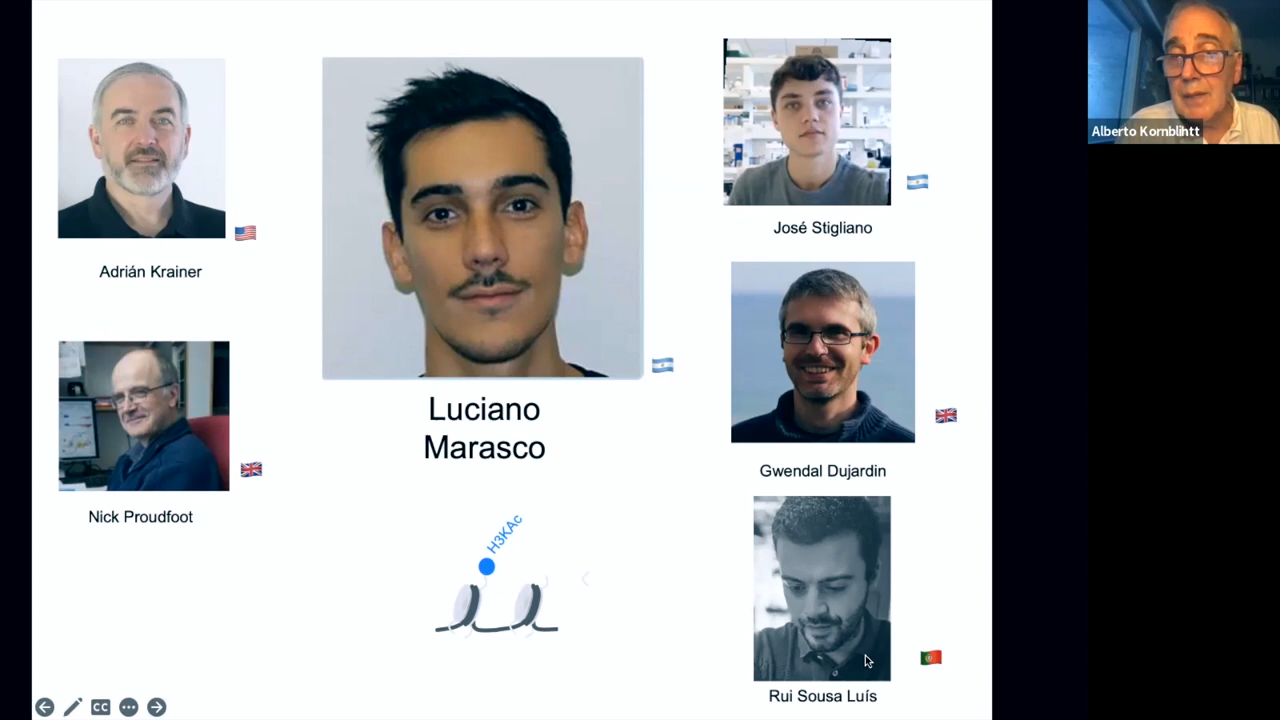 Adrián Krainer
Nick Proudfoot
Luciano
Marasco
H3KAc
José Stigliano
Gwendal Dujardin
Rui Sousa Luís
Alberto Kornblihtt
CC